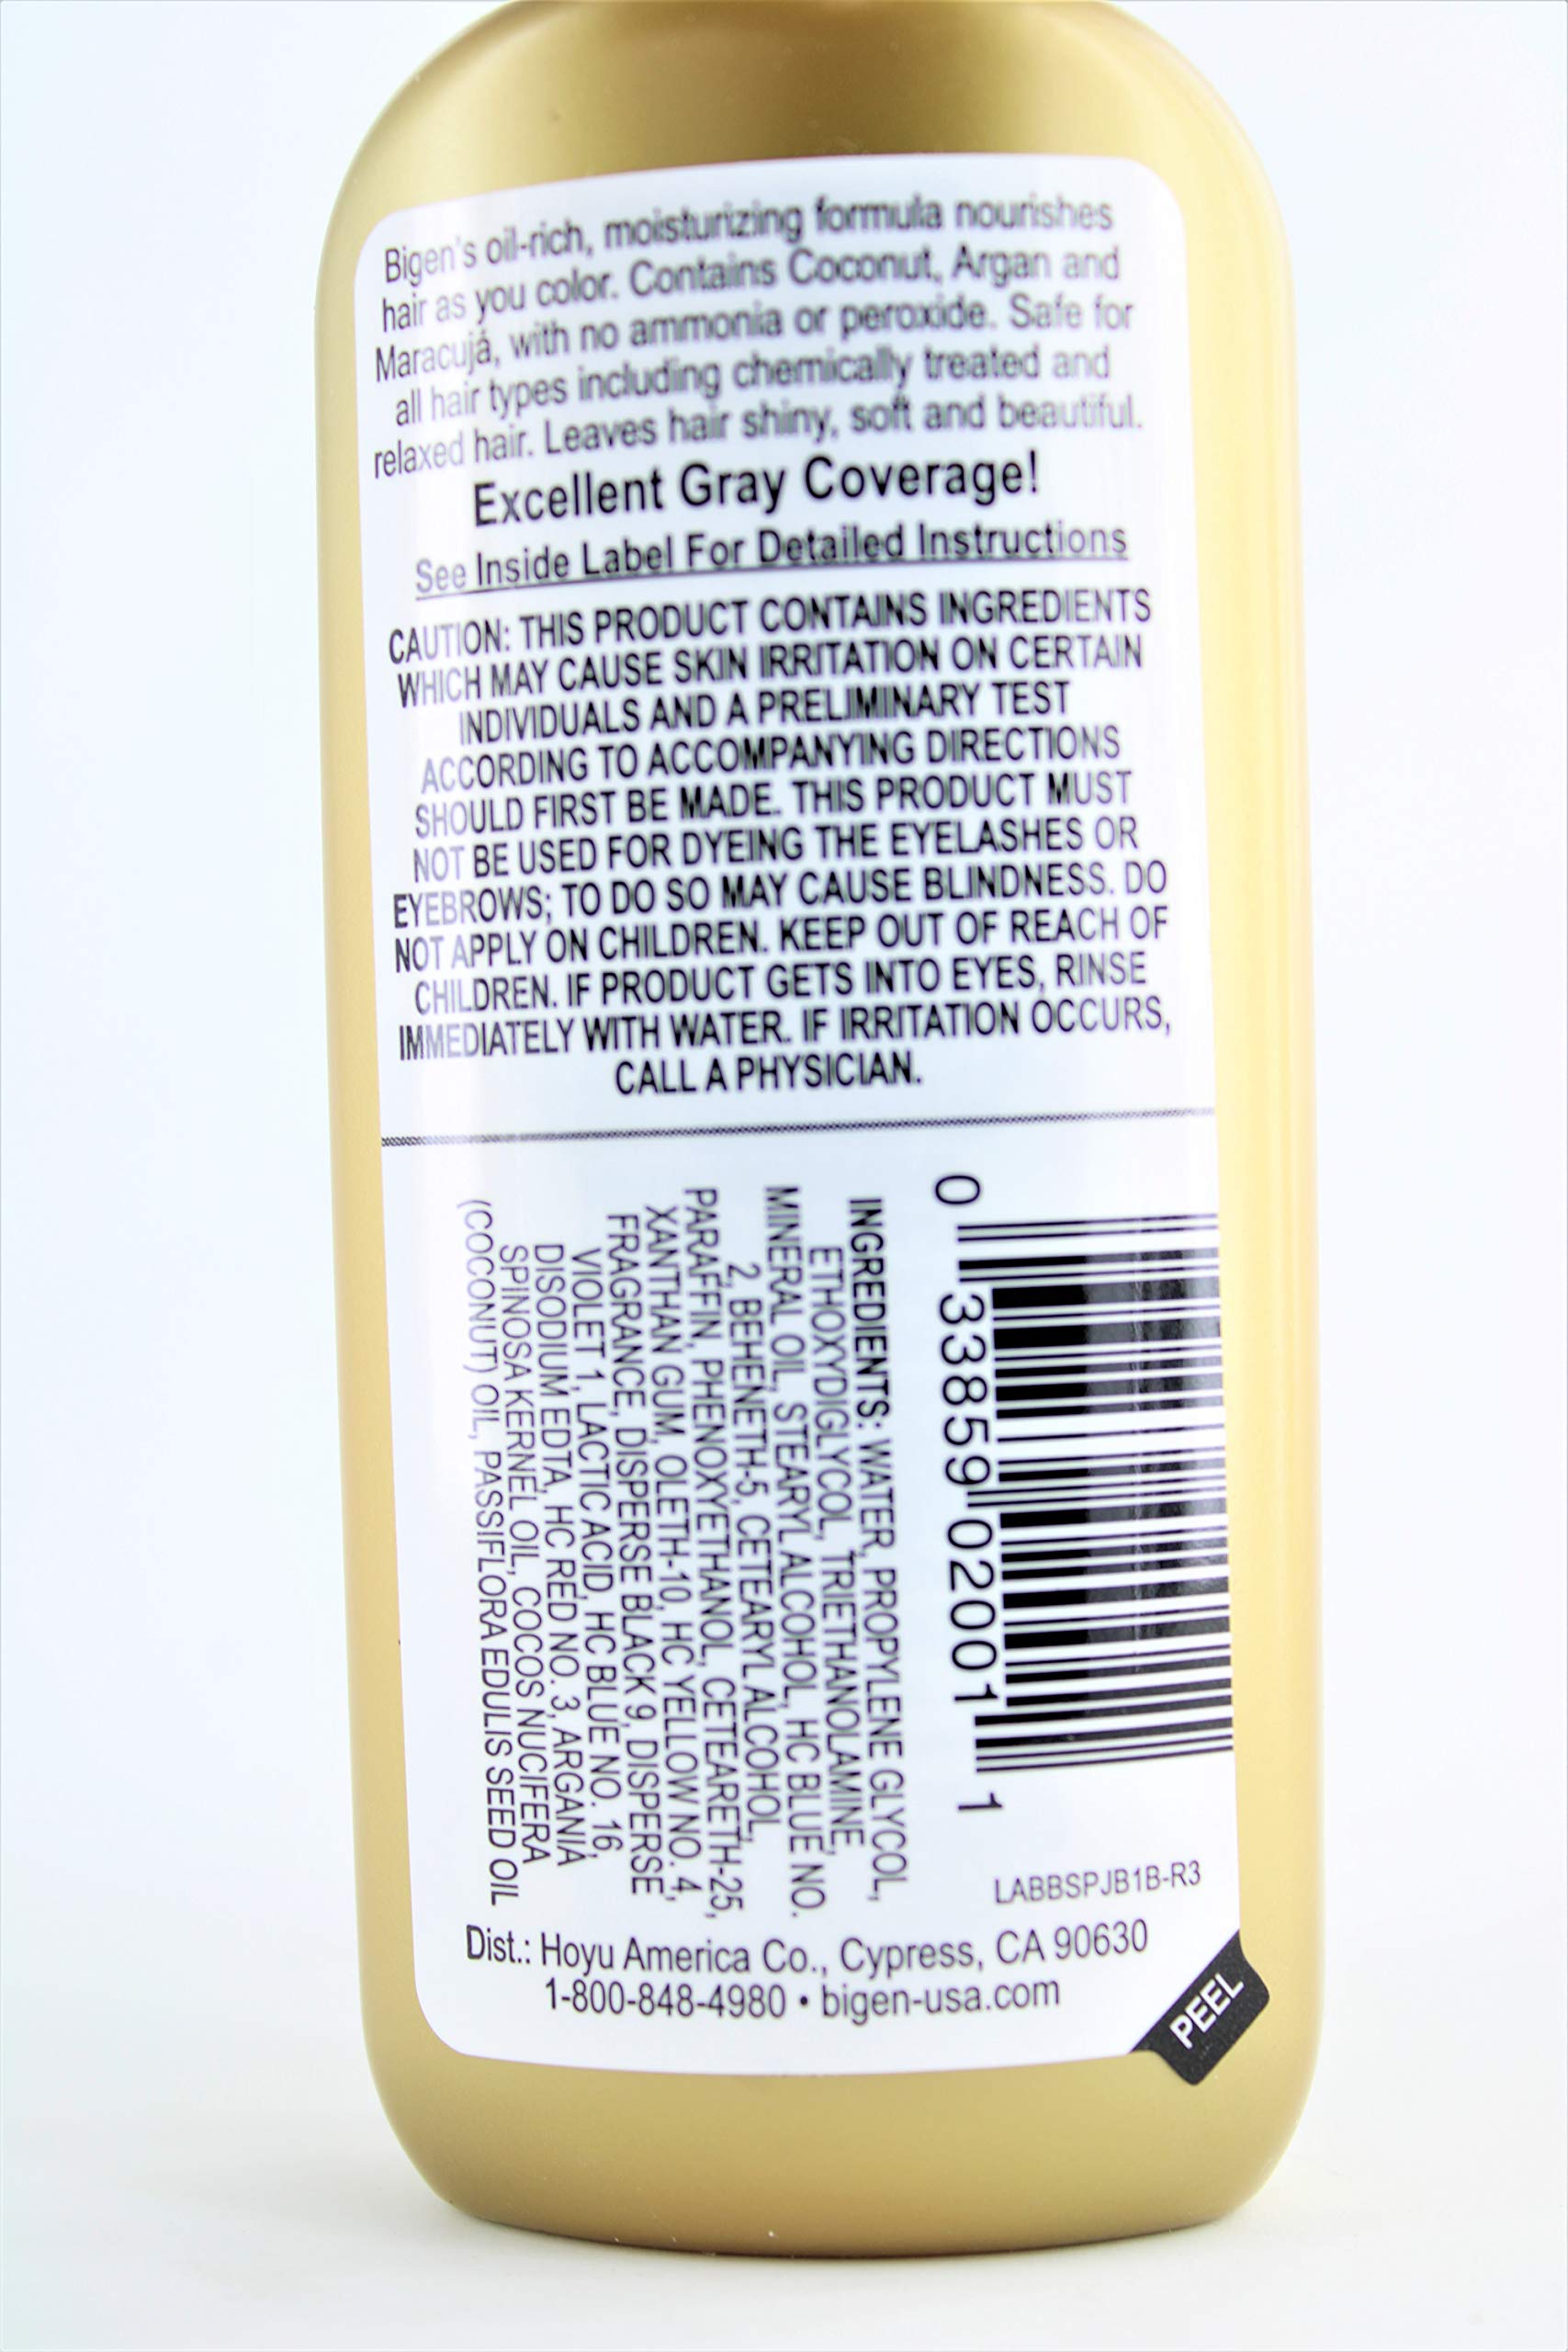 Bigen's oil-rich, moisturizing formula nourishes
hair as you color. Contains Coconut, Argan and
Maracujá, with no ammonia or peroxide. Safe for
all hair types including chemically treated and
relaxed hair. Leaves hair shiny, soft and beautiful.
Excellent Gray Coverage!
See Inside Label For Detailed Instructions
CAUTION: THIS PRODUCT CONTAINS INGREDIENTS
WHICH MAY CAUSE SKIN IRRITATION ON CERTAIN
INDIVIDUALS AND A PRELIMINARY TEST
ACCORDING TO ACCOMPANYING DIRECTIONS
SHOULD FIRST BE MADE. THIS PRODUCT MUST
NOT BE USED FOR DYEING THE EYELASHES OR
EYEBROWS; TO DO SO MAY CAUSE BLINDNESS. DO
NOT APPLY ON CHILDREN. KEEP OUT OF REACH OF
CHILDREN. IF PRODUCT GETS INTO EYES, RINSE
IMMEDIATELY WITH WATER. IF IRRITATION OCCURS,
CALL A PHYSICIAN.
0 33859 02001 1
INGREDIENTS: WATER, PROPYLENE GLYCOL,
ETHOXYDIGLYCOL, TRIETHANOLAMINE,
MINERAL OIL, STEARYL ALCOHOL, HC BLUE NO.
2, BEHENETH-5, CETEARYL ALCOHOL,
PARAFFIN, PHENOXYETHANOL, CETEARETH-25,
XANTHAN GUM, OLETH-10, HC YELLOW NO. 4,
FRAGRANCE, DISPERSE BLACK 9, DISPERSE
VIOLET 1, LACTIC ACID, HC BLUE NO. 16,
DISODIUM EDTA, HC RED NO. 3, ARGANIA
SPINOSA KERNEL OIL, COCOS NUCIFERA
(COCONUT) OIL, PASSIFLORA EDULIS SEED OIL
LABBSPJB1B-R3
Dist.: Hoyu America Co., Cypress, CA 90630
1-800-848-4980 • bigen-usa.com
PEEL